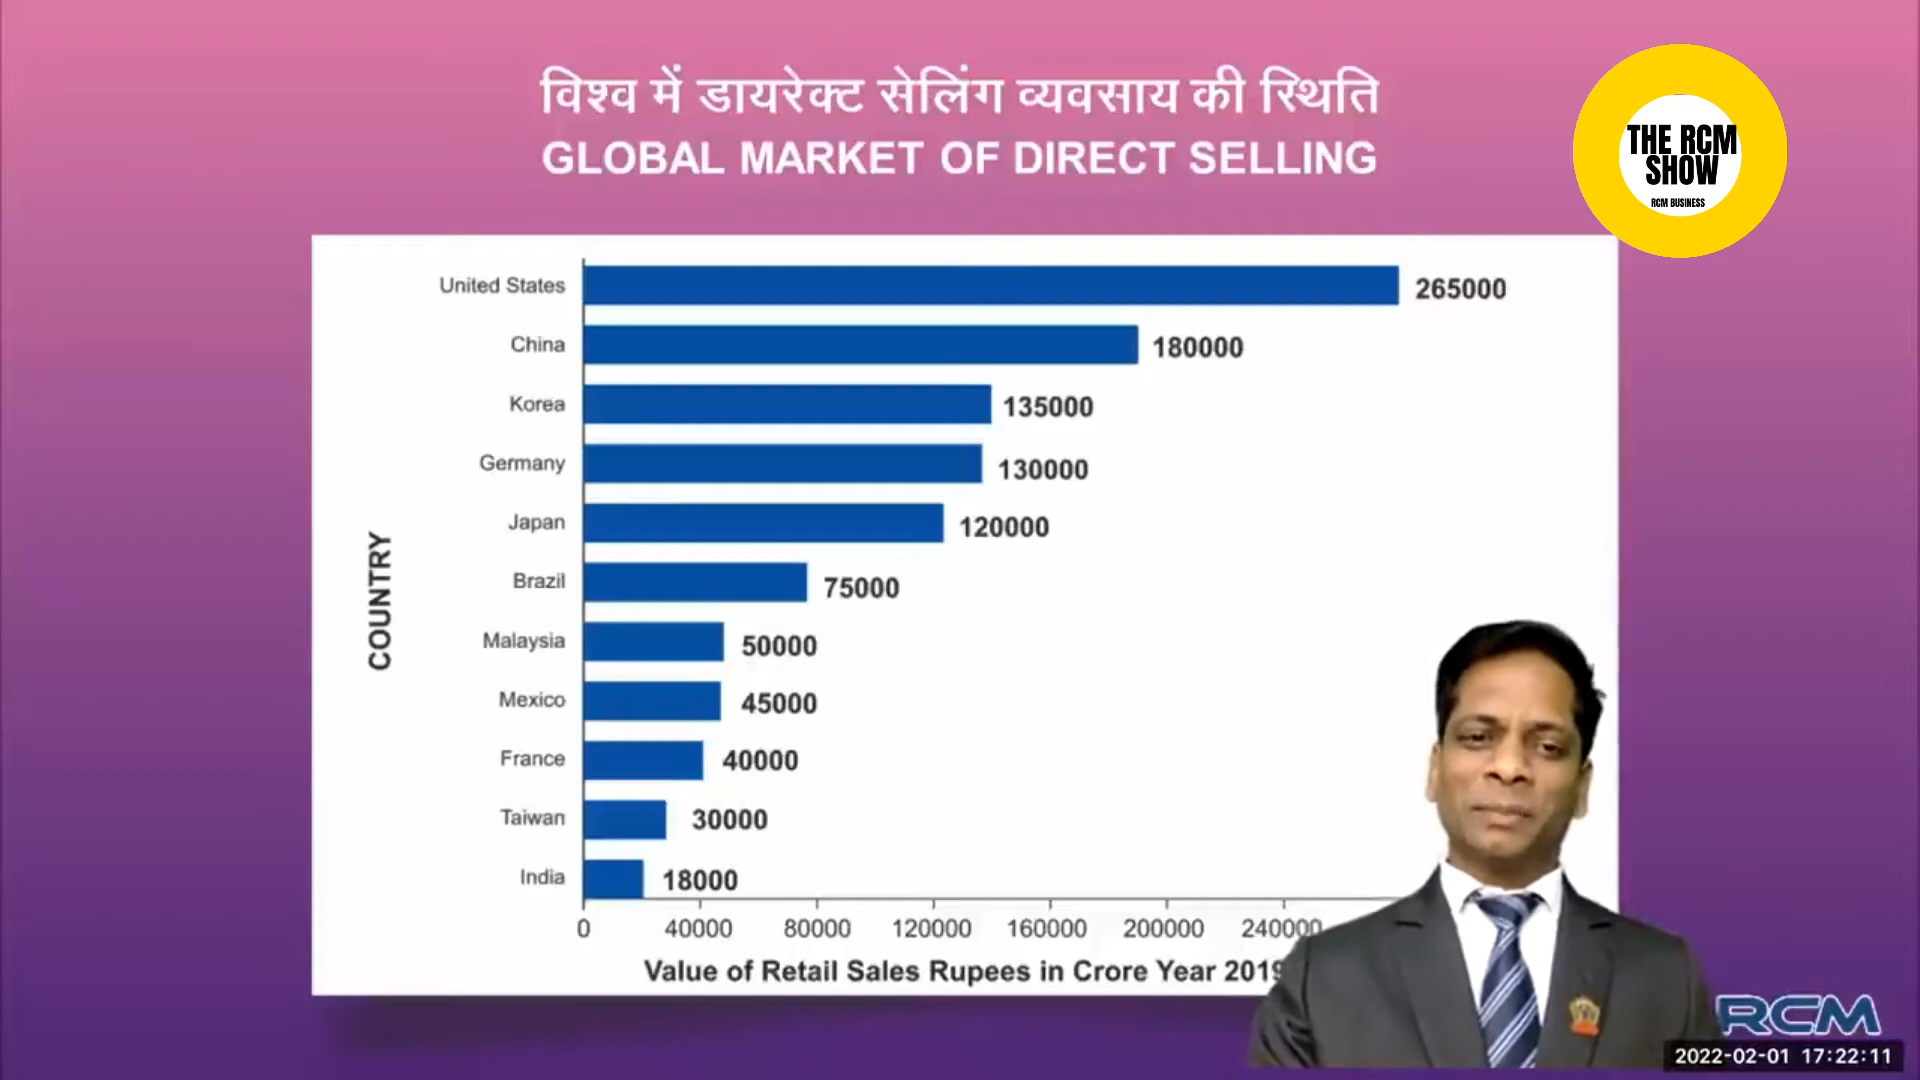 विश्व में डायरेक्ट सेलिंग व्यवसाय की स्थिति
GLOBAL MARKET OF DIRECT SELLING
THE RCM
SHOW
RCM BUSINESS
United States 265000
China 180000
Korea 135000
Germany 130000
Japan 120000
Brazil 75000
Malaysia 50000
Mexico 45000
France 40000
Taiwan 30000
India 18000
COUNTRY
0 40000 80000 120000 160000 200000 240000
Value of Retail Sales Rupees in Crore Year 2019
RCM
2022-02-01 17:22:11